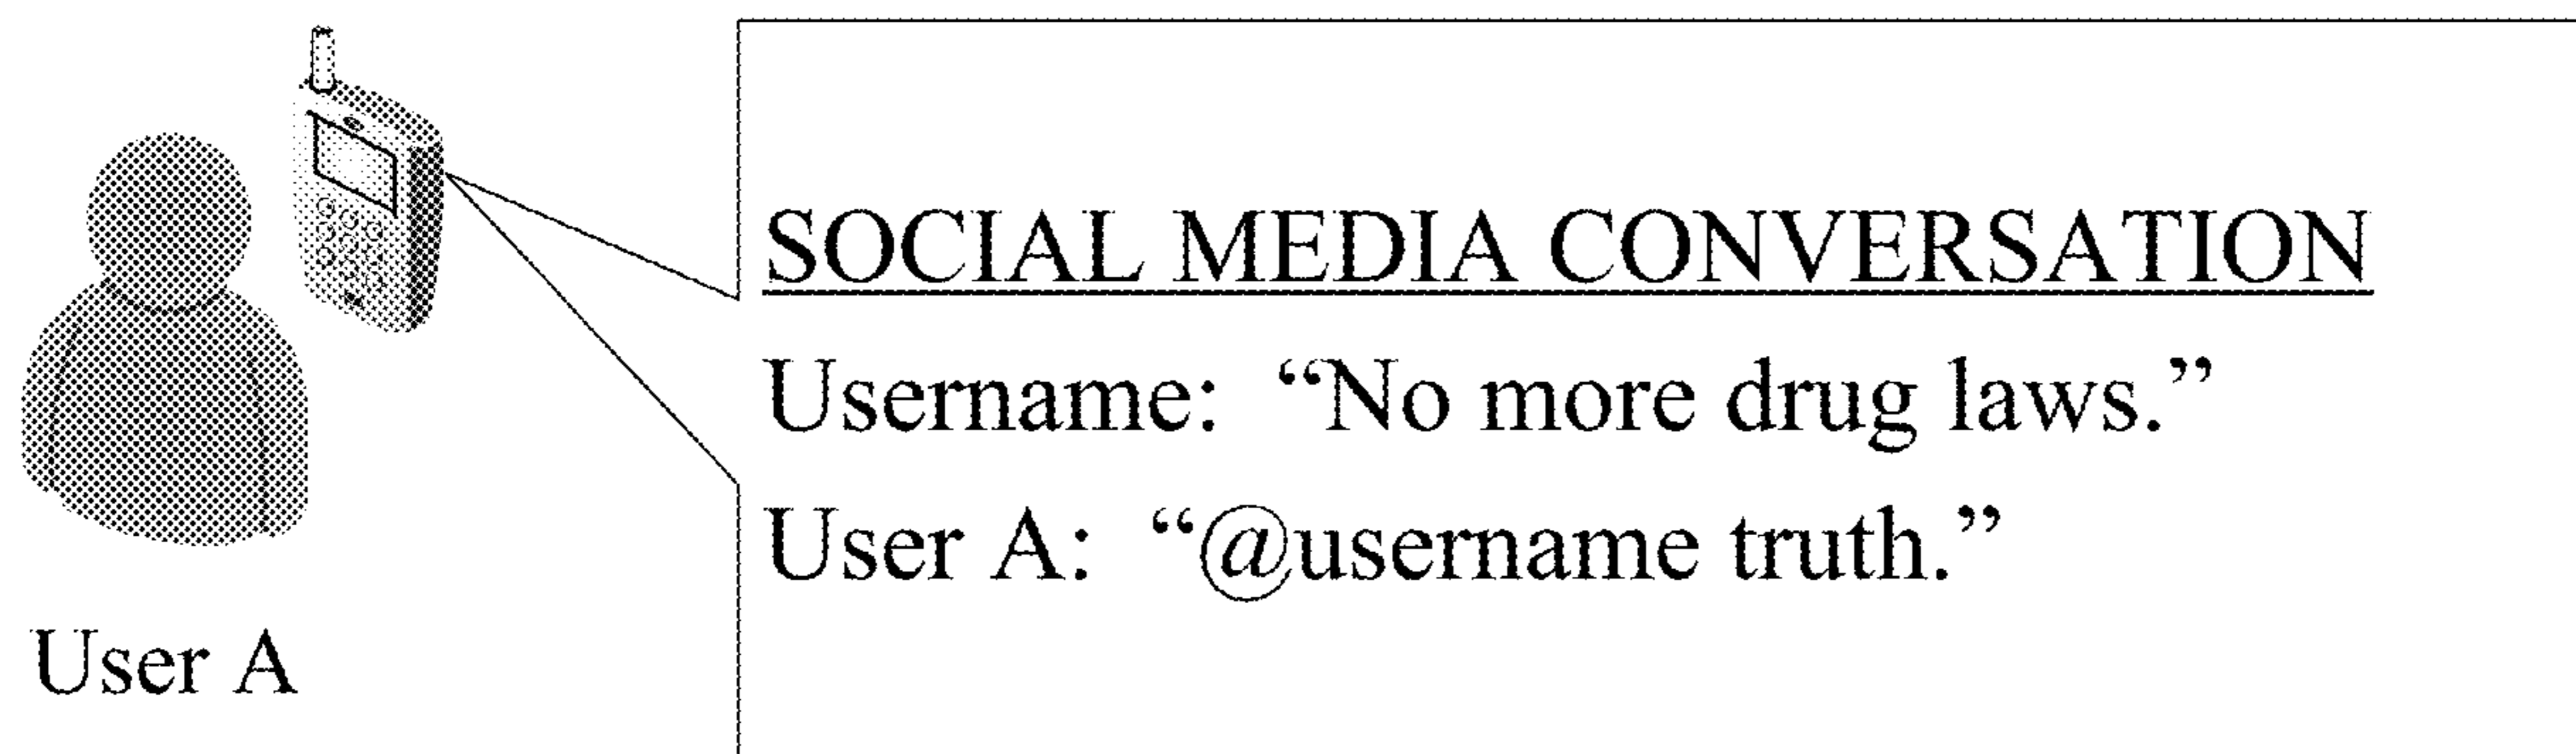 SOCIAL MEDIA CONVERSATION
Username: “No more drug laws.”
User A: “@username truth.”
User A